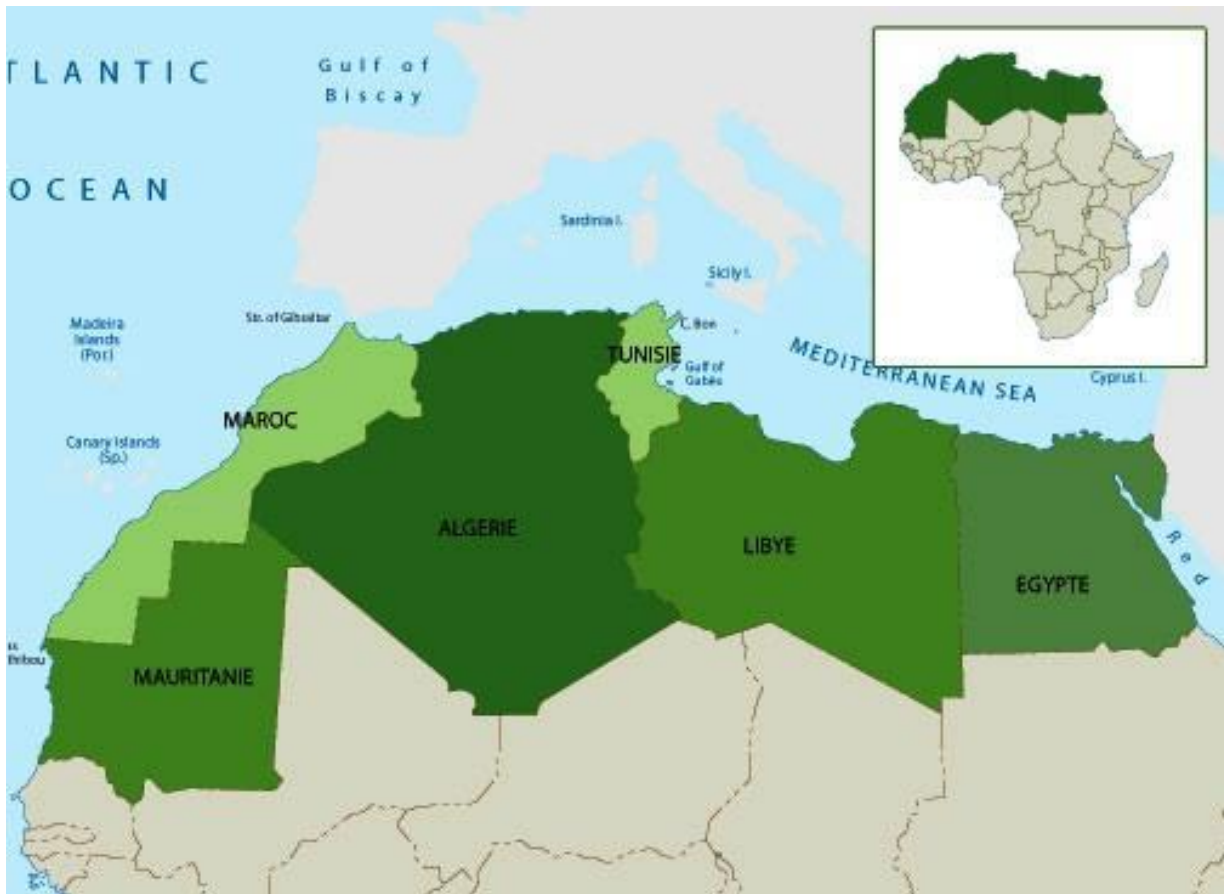 TLANTIC
OCEAN
Gulf of
Biscay
Sardinia I.
Sicily I.
Madeira
Islands
(Por.)
Str. of Gibraltar
C. Bon
TUNISIE
Gulf of
Gabès
MEDITERRANEAN SEA
Cyprus I.
MAROC
Canary Islands
(Sp.)
ALGERIE
LIBYE
EGYPTE
Red
MAURITANIE